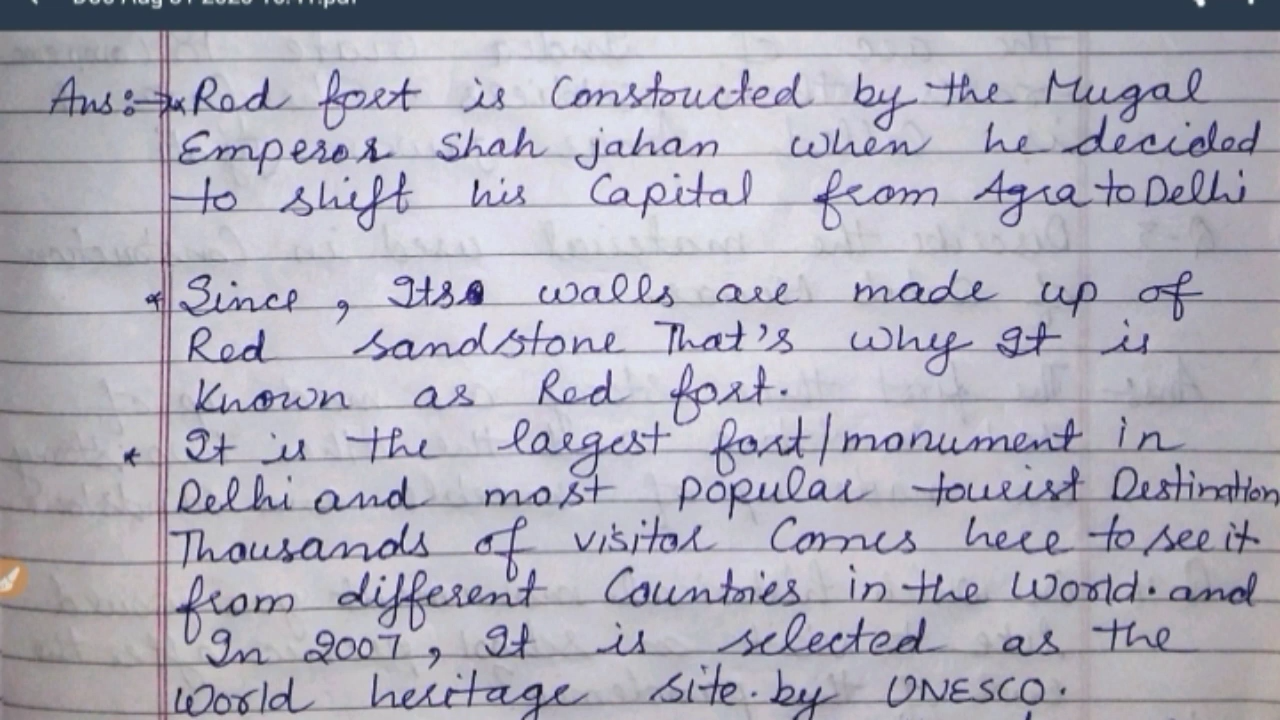 Ans:→* Red fort is Constructed by the Mugal
Emperor Shah jahan when he decided
to shift his Capital from Agra to Delhi
* Since, Its walls are made up of
Red sandstone That's why It is
Known as Red fort.
* It is the largest fort/monument in
Delhi and most popular tourist Destination
Thousands of visitor Comes here to see it
from different Countries in the World. and
In 2007, It is selected as the
World heritage site. by UNESCO.